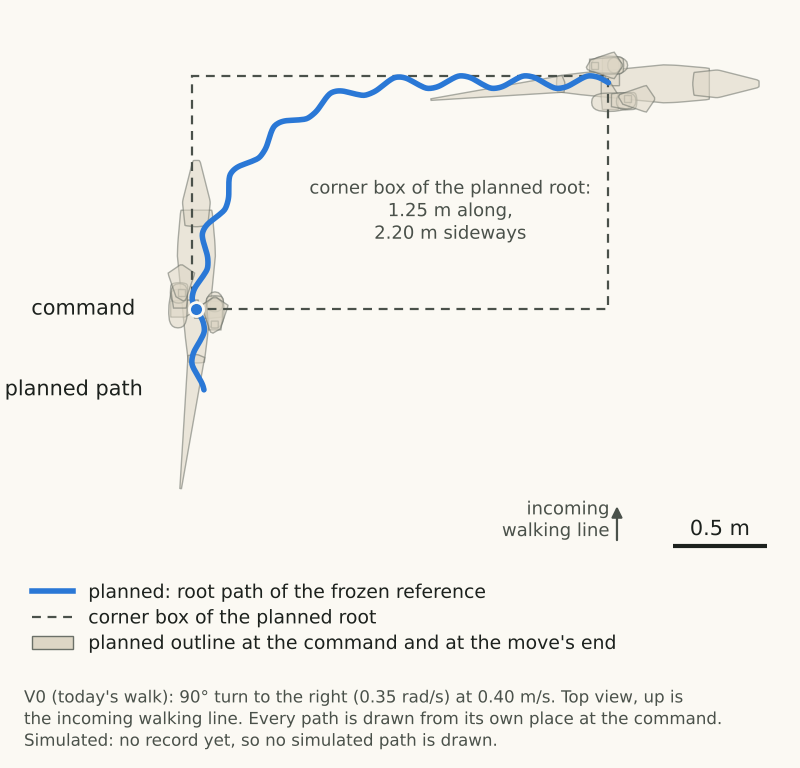 corner box of the planned root:
1.25 m along,
2.20 m sideways
command
planned path
incoming
walking line
0.5 m
planned: root path of the frozen reference
corner box of the planned root
planned outline at the command and at the move's end
V0 (today's walk): 90° turn to the right (0.35 rad/s) at 0.40 m/s. Top view, up is
the incoming walking line. Every path is drawn from its own place at the command.
Simulated: no record yet, so no simulated path is drawn.